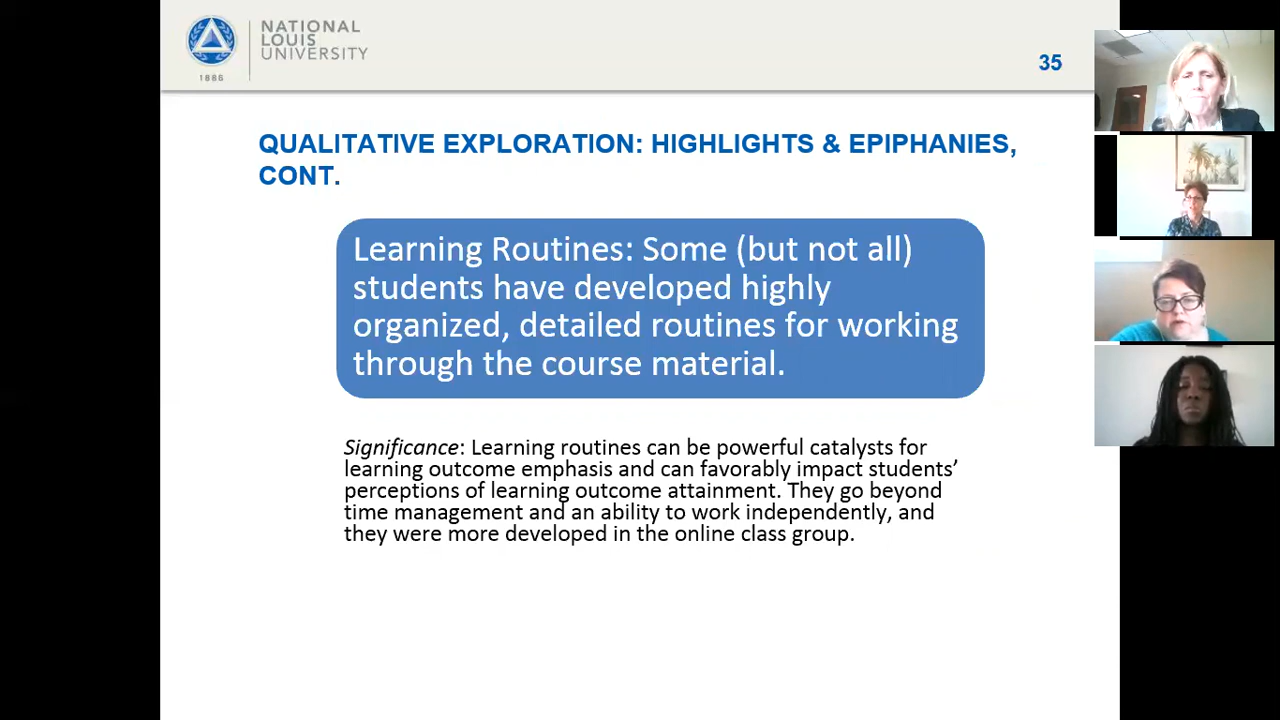 NATIONAL
LOUIS
UNIVERSITY
1886
35
QUALITATIVE EXPLORATION: HIGHLIGHTS & EPIPHANIES,
CONT.
Learning Routines: Some (but not all)
students have developed highly
organized, detailed routines for working
through the course material.
Significance: Learning routines can be powerful catalysts for
learning outcome emphasis and can favorably impact students’
perceptions of learning outcome attainment. They go beyond
time management and an ability to work independently, and
they were more developed in the online class group.